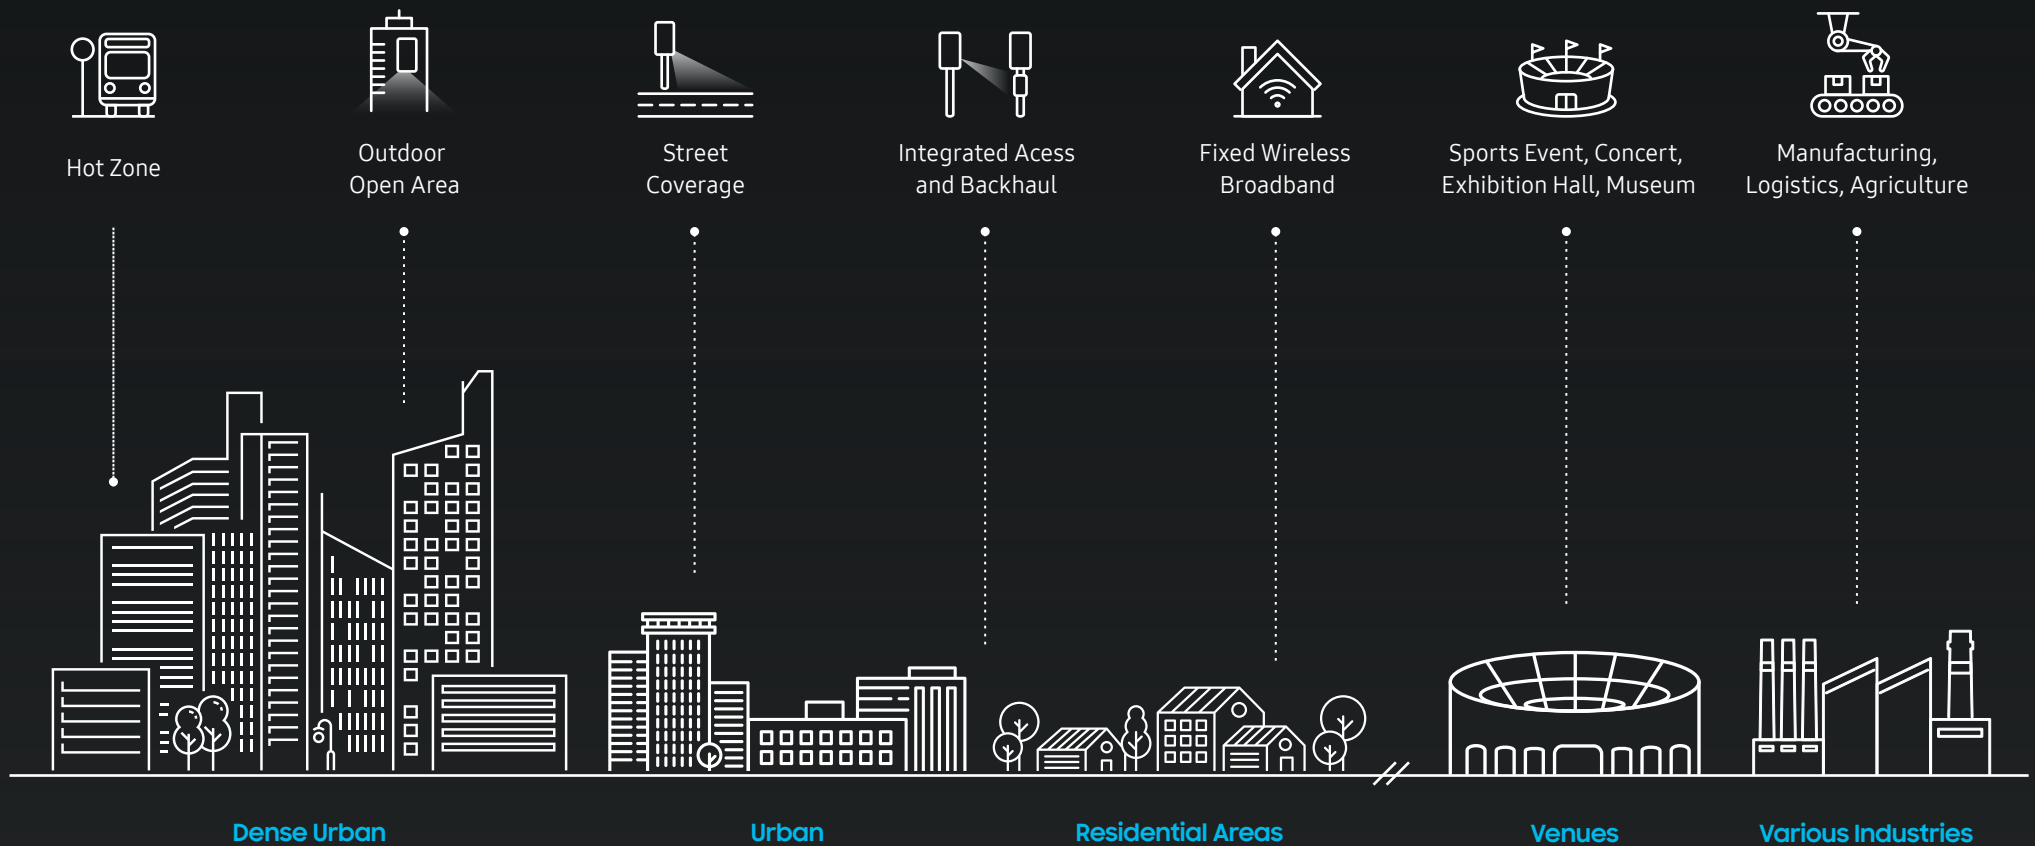 Hot Zone
Outdoor
Open Area
Street
Coverage
Integrated Acess
and Backhaul
Fixed Wireless
Broadband
Sports Event, Concert,
Exhibition Hall, Museum
Manufacturing,
Logistics, Agriculture
Dense Urban
Urban
Residential Areas
Venues
Various Industries